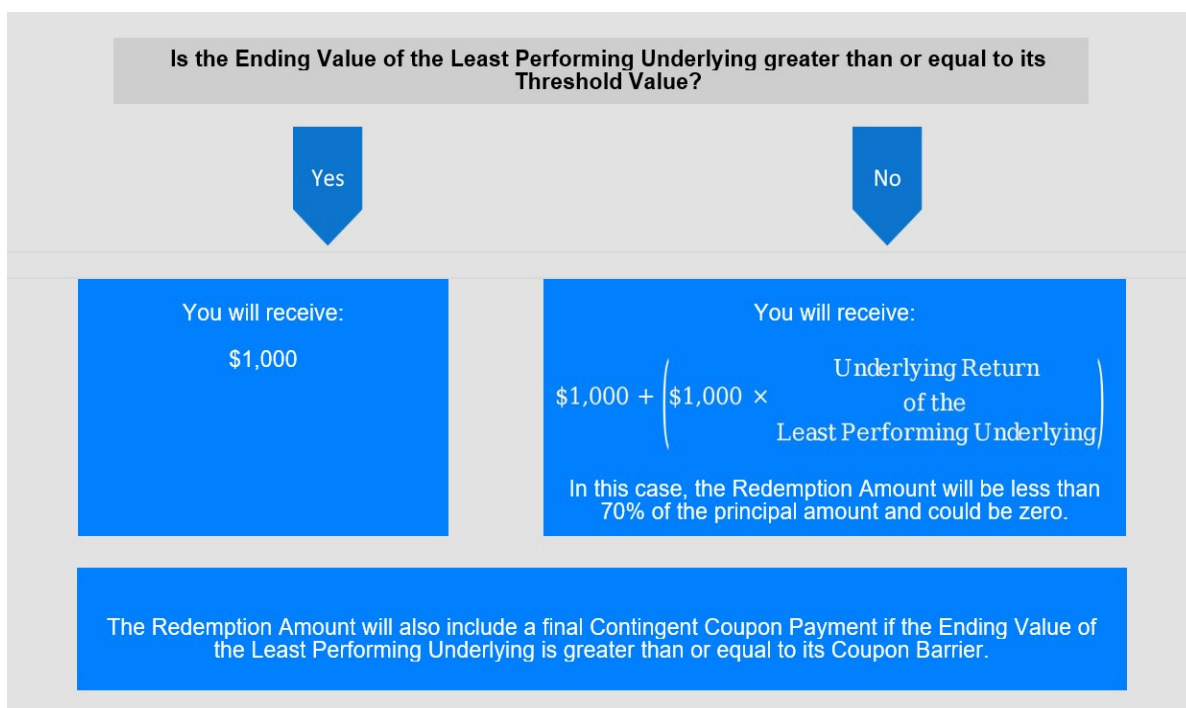 Is the Ending Value of the Least Performing Underlying greater than or equal to its
Threshold Value?
Yes
No
You will receive:
$1,000
You will receive:
$1,000 + ($1,000 × Underlying Return
of the
Least Performing Underlying)
In this case, the Redemption Amount will be less than
70% of the principal amount and could be zero.
The Redemption Amount will also include a final Contingent Coupon Payment if the Ending Value of
the Least Performing Underlying is greater than or equal to its Coupon Barrier.